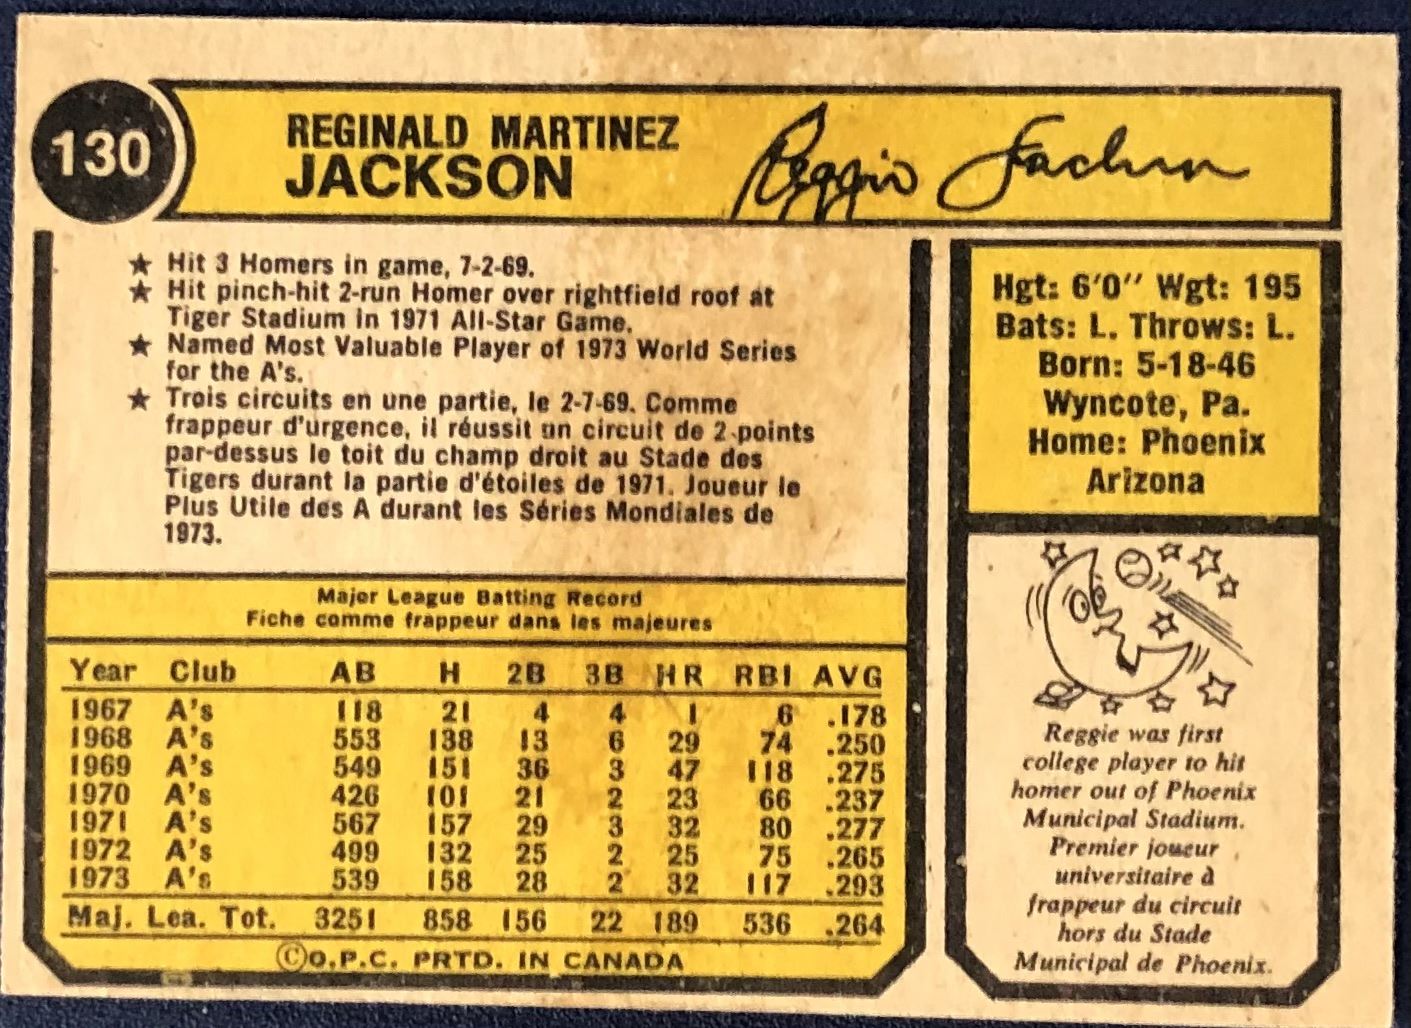 130
REGINALD MARTINEZ
JACKSON
Reggie Jackson
★ Hit 3 Homers in game, 7-2-69.
★ Hit pinch-hit 2-run Homer over rightfield roof at
Tiger Stadium in 1971 All-Star Game.
★ Named Most Valuable Player of 1973 World Series
for the A's.
★ Trois circuits en une partie, le 2-7-69. Comme
frappeur d'urgence, il réussit un circuit de 2 points
par-dessus le toit du champ droit au Stade des
Tigers durant la partie d'étoiles de 1971. Joueur le
Plus Utile des A durant les Séries Mondiales de
1973.
Hgt: 6'0" Wgt: 195
Bats: L. Throws: L.
Born: 5-18-46
Wyncote, Pa.
Home: Phoenix
Arizona
Major League Batting Record
Fiche comme frappeur dans les majeures
Year Club AB H 2B 3B HR RBI AVG
1967 A's 118 21 4 4 1 6 .178
1968 A's 553 138 13 6 29 74 .250
1969 A's 549 151 36 3 47 118 .275
1970 A's 426 101 21 2 23 66 .237
1971 A's 567 157 29 3 32 80 .277
1972 A's 499 132 25 2 25 75 .265
1973 A's 539 158 28 2 32 117 .293
Maj. Lea. Tot. 3251 858 156 22 189 536 .264
©O.P.C. PRTD. IN CANADA
Reggie was first
college player to hit
homer out of Phoenix
Municipal Stadium.
Premier joueur
universitaire à
frappeur du circuit
hors du Stade
Municipal de Phoenix.